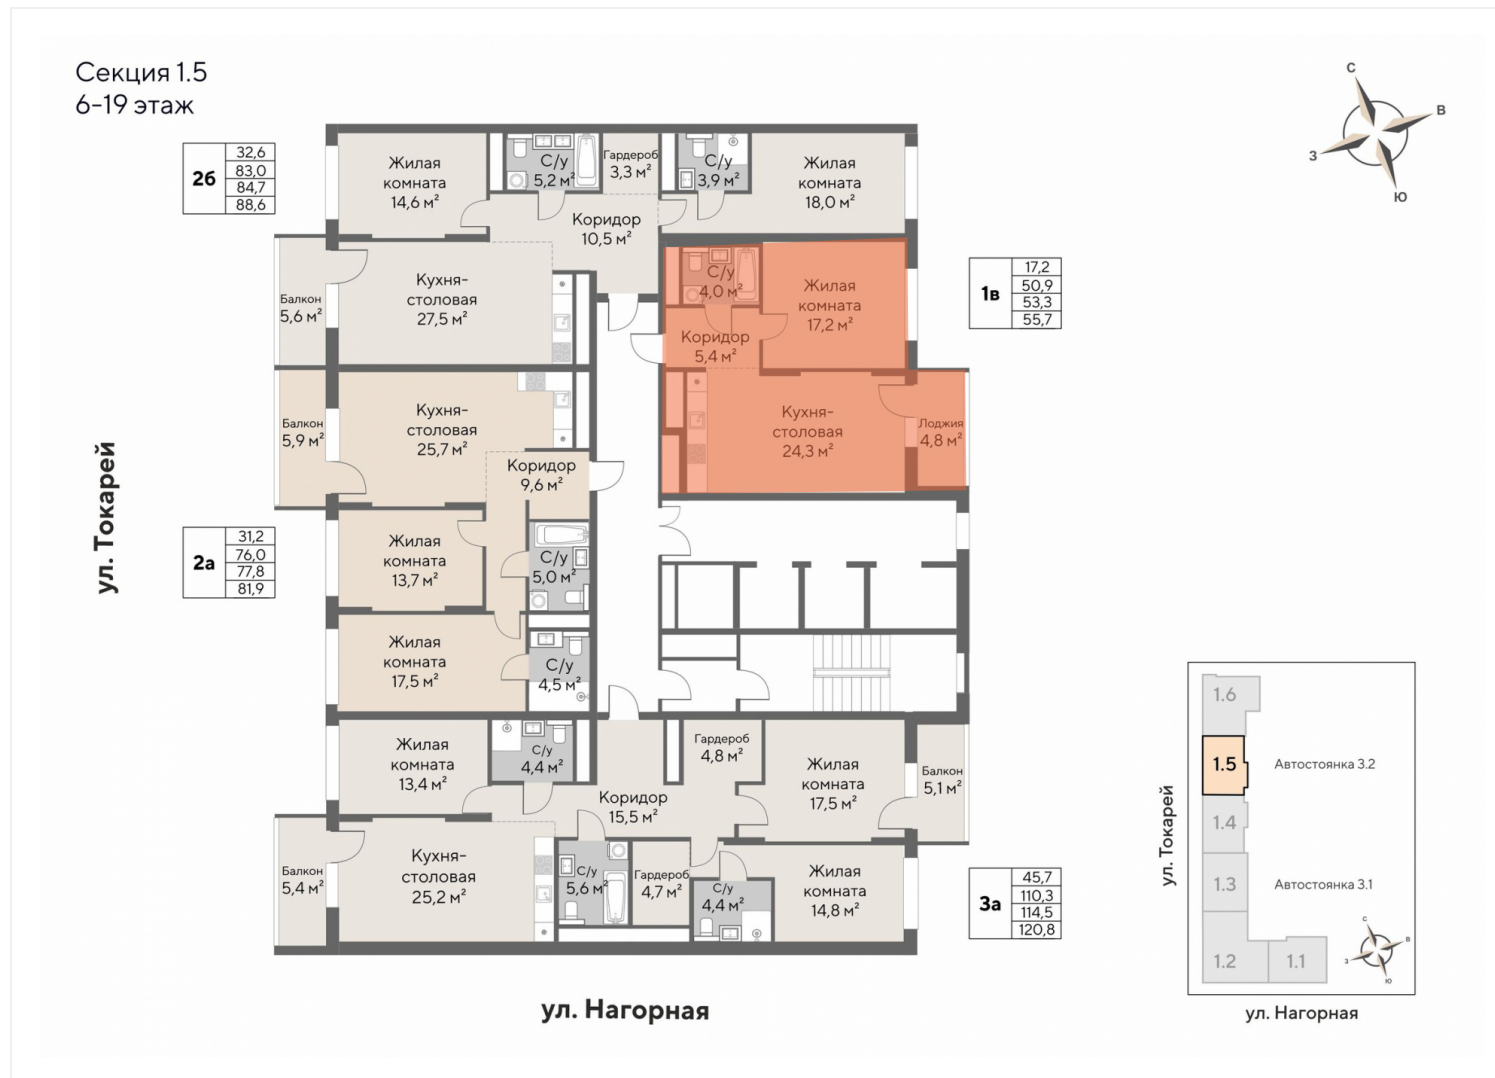 Секция 1.5
6-19 этаж
С
В
З
Ю
2б
32,6
83,0
84,7
88,6
Жилая
комната
14,6 м²
С/у
5,2 м²
Гардероб
3,3 м²
С/у
3,9 м²
Жилая
комната
18,0 м²
Коридор
10,5 м²
Балкон
5,6 м²
Кухня-
столовая
27,5 м²
С/у
4,0 м²
Жилая
комната
17,2 м²
Коридор
5,4 м²
Кухня-
столовая
24,3 м²
Лоджия
4,8 м²
1в
17,2
50,9
53,3
55,7
Балкон
5,9 м²
Кухня-
столовая
25,7 м²
Коридор
9,6 м²
2а
31,2
76,0
77,8
81,9
Жилая
комната
13,7 м²
С/у
5,0 м²
Жилая
комната
17,5 м²
С/у
4,5 м²
ул. Токарей
Жилая
комната
13,4 м²
С/у
4,4 м²
Гардероб
4,8 м²
Жилая
комната
17,5 м²
Балкон
5,1 м²
Коридор
15,5 м²
Балкон
5,4 м²
Кухня-
столовая
25,2 м²
С/у
5,6 м²
Гардероб
4,7 м²
С/у
4,4 м²
Жилая
комната
14,8 м²
3а
45,7
110,3
114,5
120,8
ул. Нагорная
1.6
1.5
Автостоянка 3.2
1.4
1.3
Автостоянка 3.1
1.2
1.1
С
В
З
Ю
ул. Токарей
ул. Нагорная